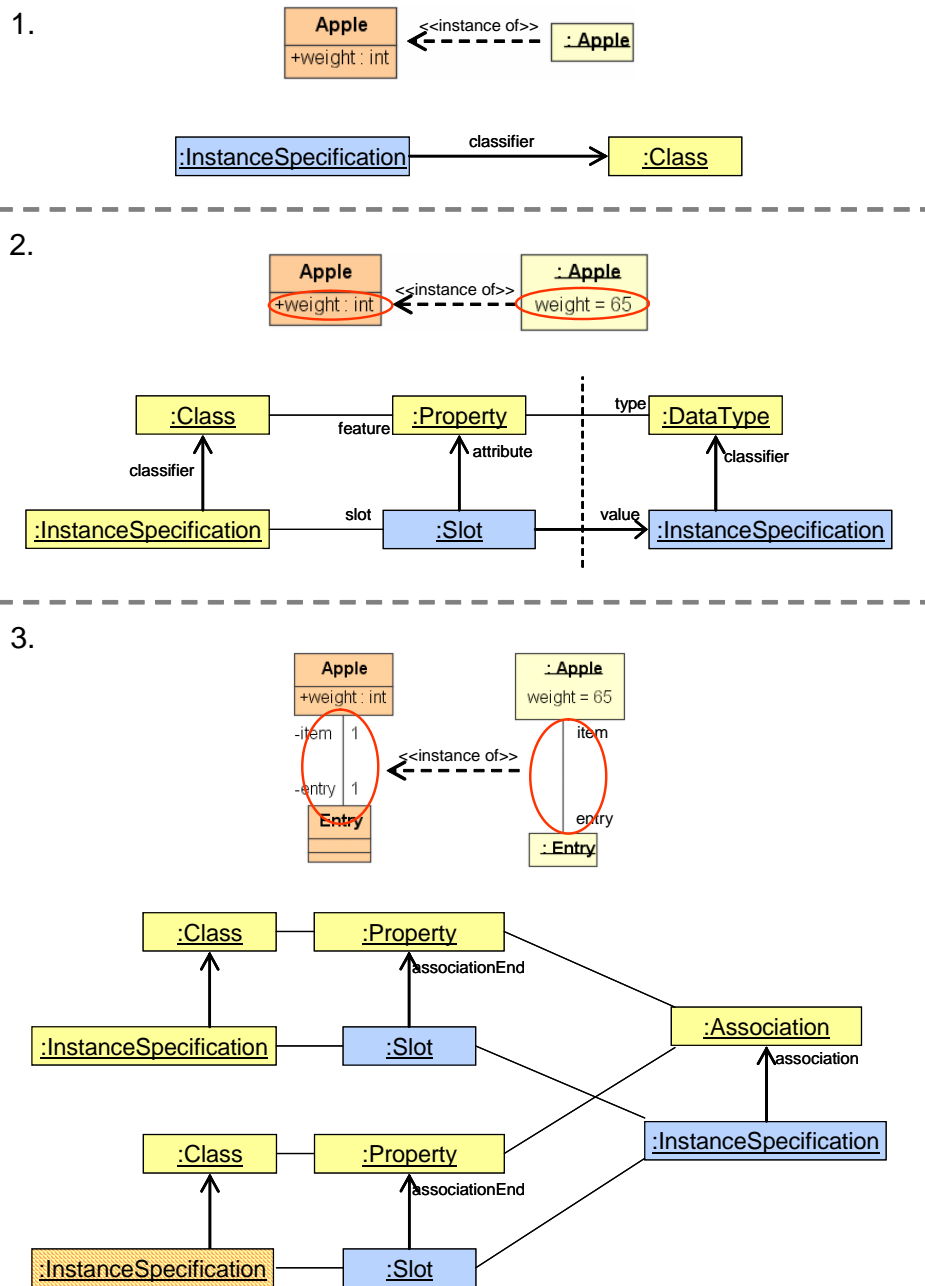 1.
Apple
+weight : int
<<instance of>>
: Apple
:InstanceSpecification
classifier
:Class
2.
Apple
+weight : int
<<instance of>>
: Apple
weight = 65
:Class
feature
:Property
type
:DataType
classifier
attribute
classifier
:InstanceSpecification
slot
:Slot
value
:InstanceSpecification
3.
Apple
+weight : int
-item 1
-entry 1
Entry
<<instance of>>
: Apple
weight = 65
item
entry
: Entry
:Class
:Property
associationEnd
:InstanceSpecification
:Slot
:Association
association
:InstanceSpecification
:Class
:Property
associationEnd
:InstanceSpecification
:Slot